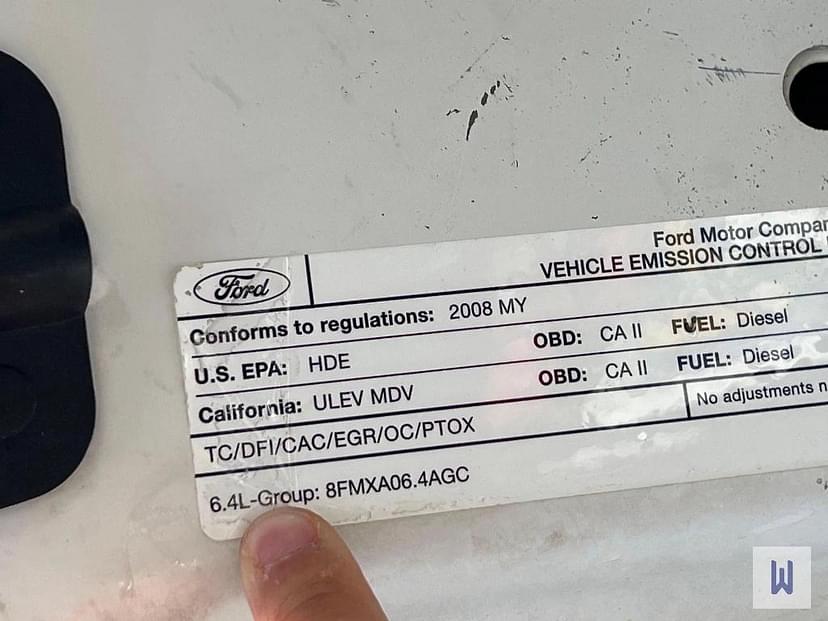 Ford Motor Compan
VEHICLE EMISSION CONTROL
Ford
Conforms to regulations: 2008 MY
U.S. EPA: HDE OBD: CA II FUEL: Diesel
California: ULEV MDV OBD: CA II FUEL: Diesel
TC/DFI/CAC/EGR/OC/PTOX No adjustments n
6.4L-Group: 8FMXA06.4AGC
W